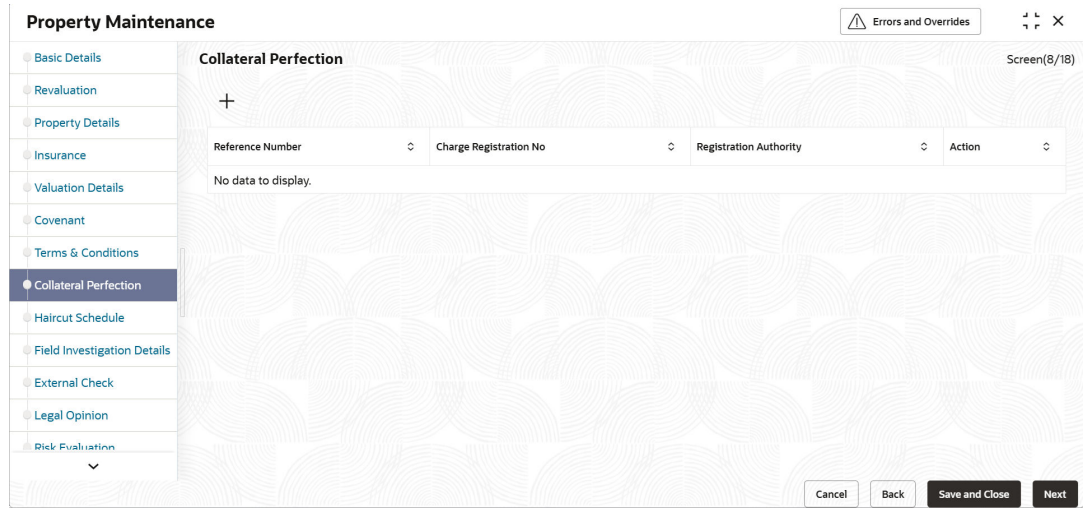 Property Maintenance
Errors and Overrides
Basic Details
Revaluation
Property Details
Insurance
Valuation Details
Covenant
Terms & Conditions
Collateral Perfection
Haircut Schedule
Field Investigation Details
External Check
Legal Opinion
Risk Evaluation
Collateral Perfection
Screen(8/18)
Reference Number
Charge Registration No
Registration Authority
Action
No data to display.
Cancel
Back
Save and Close
Next